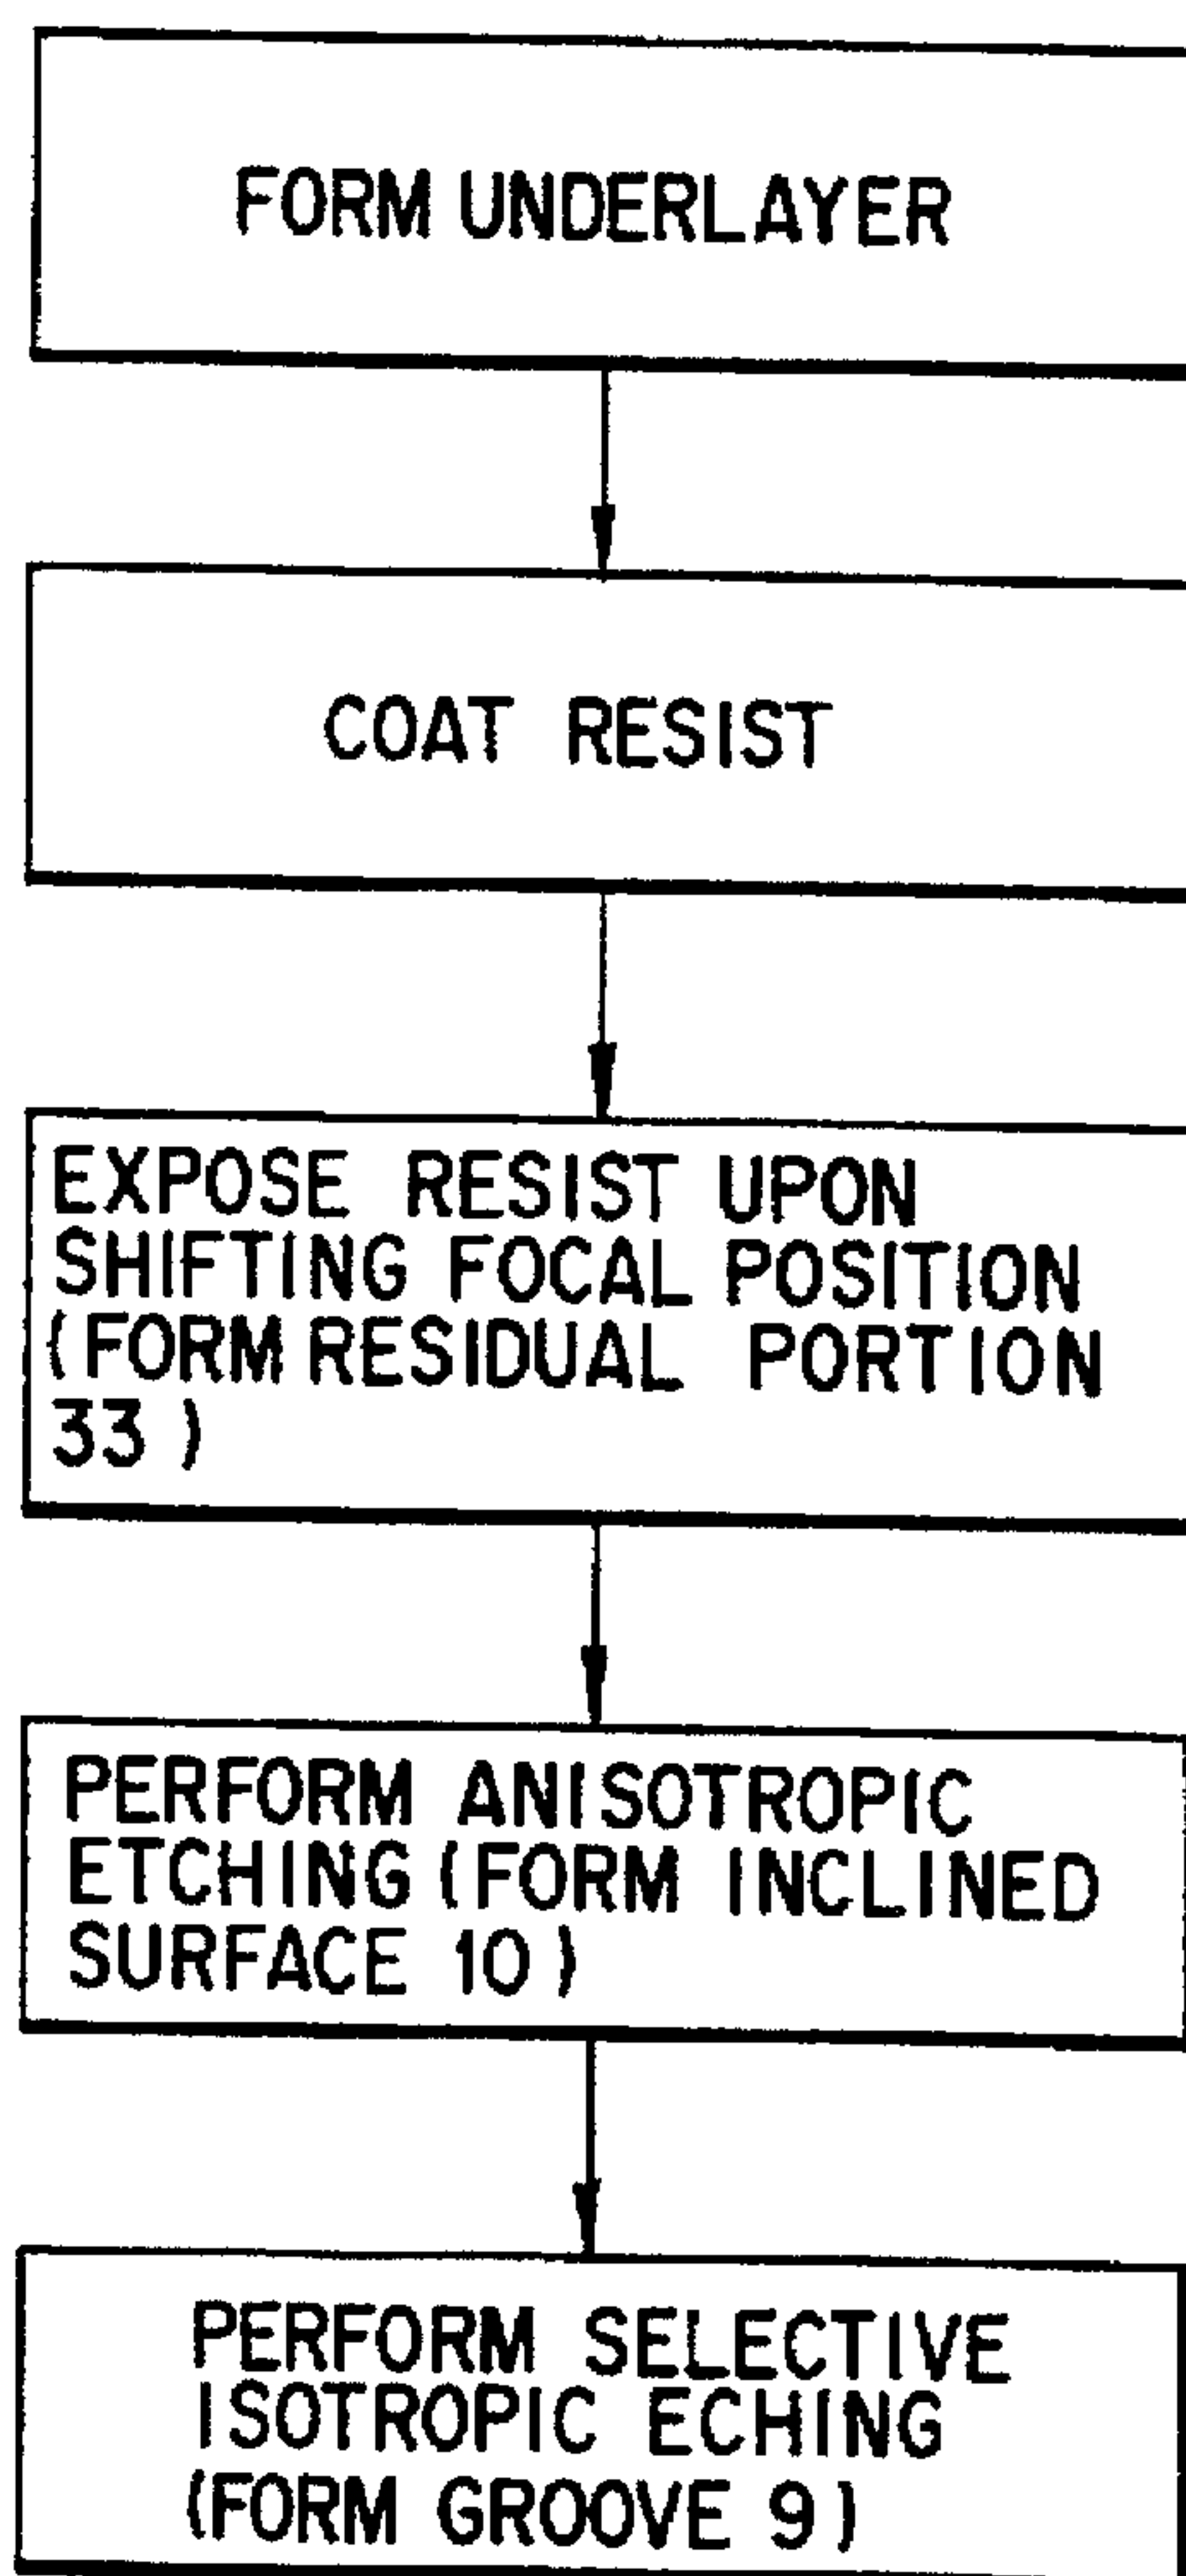 FORM UNDERLAYER
COAT RESIST
EXPOSE RESIST UPON
SHIFTING FOCAL POSITION
(FORM RESIDUAL PORTION
33)
PERFORM ANISOTROPIC
ETCHING (FORM INCLINED
SURFACE 10)
PERFORM SELECTIVE
ISOTROPIC ECHING
(FORM GROOVE 9)